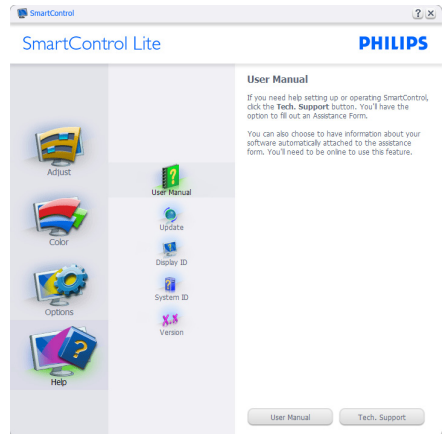 SmartControl
SmartControl Lite
PHILIPS
Adjust
Color
Options
Help
User Manual
Update
Display ID
System ID
X.X
Version
User Manual
If you need help setting up or operating SmartControl,
click the Tech. Support button. You'll have the
option to fill out an Assistance Form.
You can also choose to have information about your
software automatically attached to the assistance
form. You'll need to be online to use this feature.
User Manual
Tech. Support